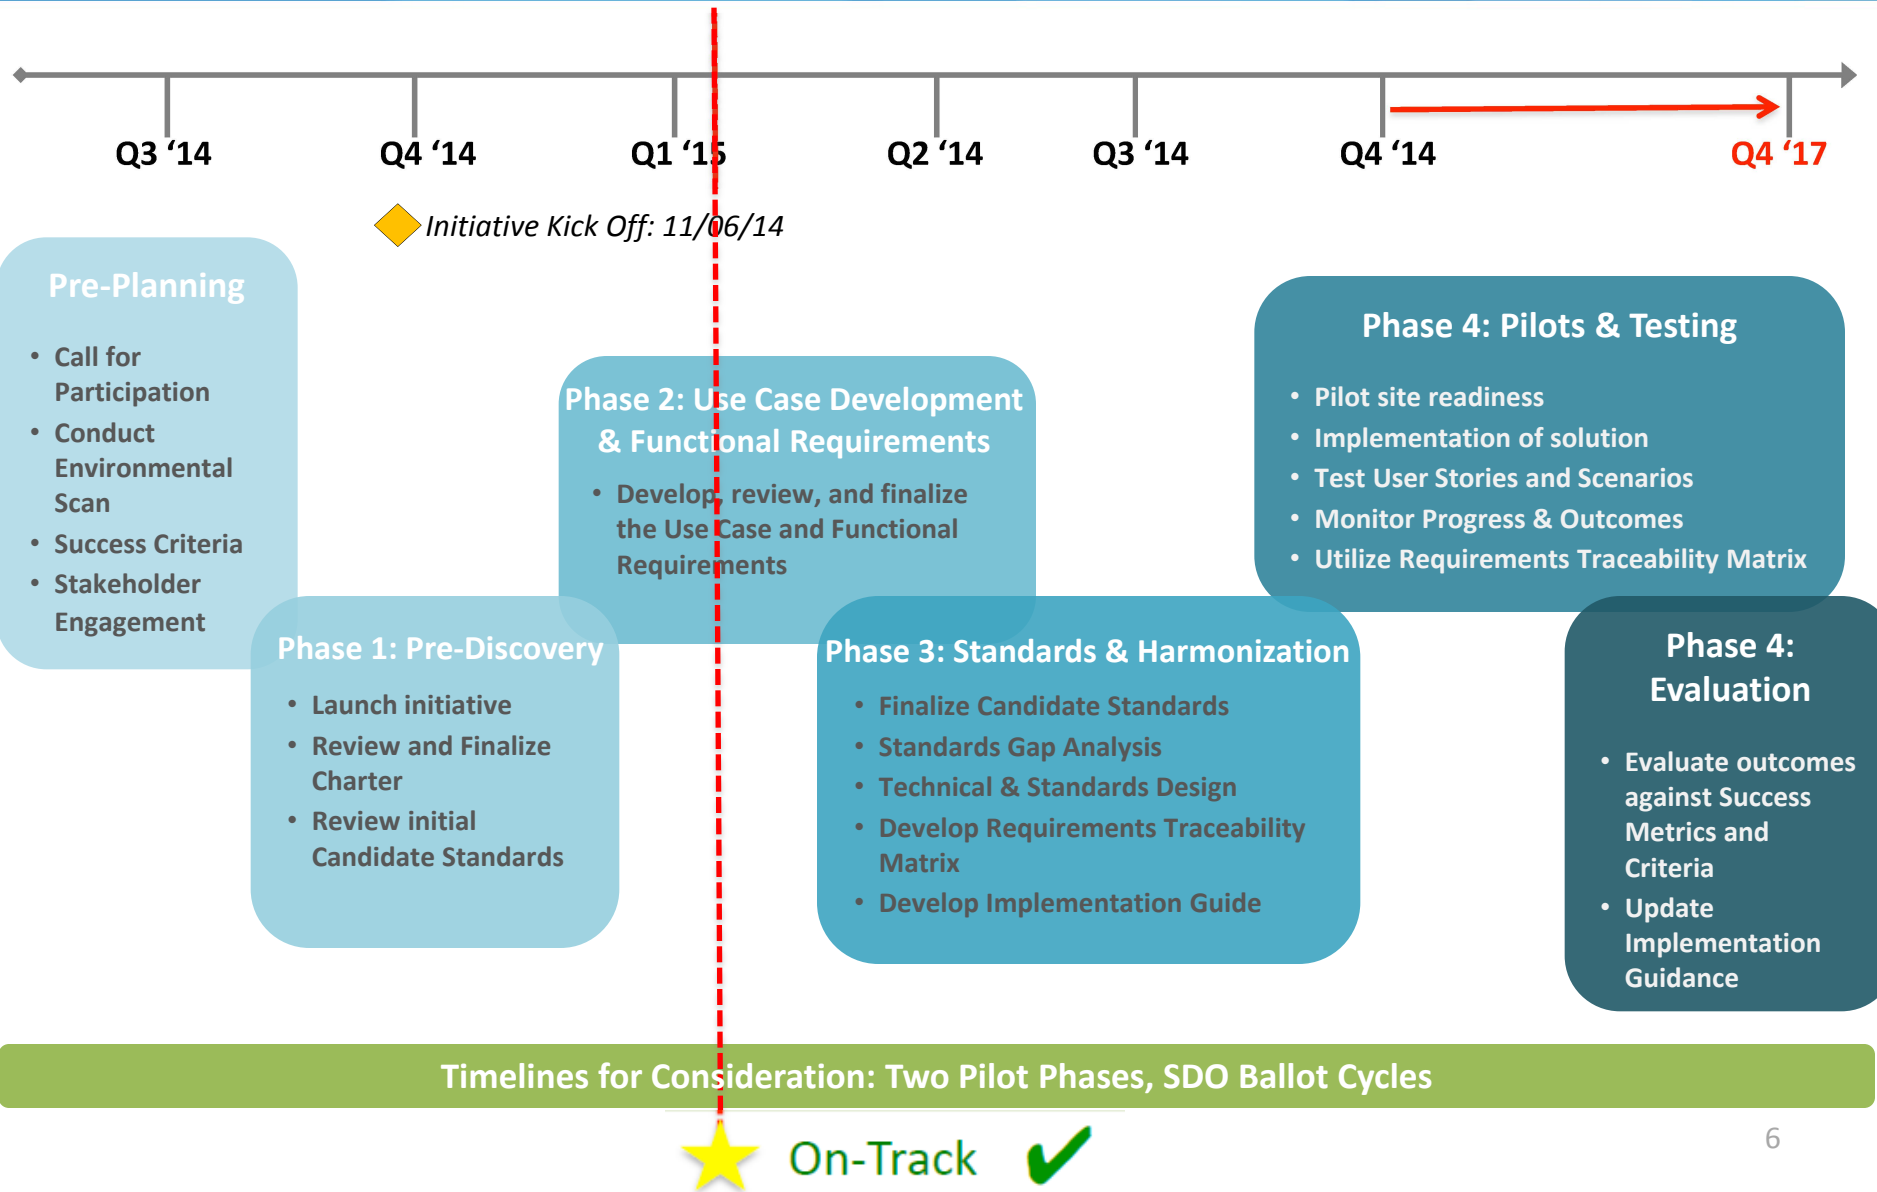 Q3 ‘14
Q4 ‘14
Q1 ‘15
Q2 ‘14
Q3 ‘14
Q4 ‘14
Q4 ‘17
Initiative Kick Off: 11/06/14
Pre-Planning
• Call for
Participation
• Conduct
Environmental
Scan
• Success Criteria
• Stakeholder
Engagement
Phase 1: Pre-Discovery
• Launch initiative
• Review and Finalize
Charter
• Review initial
Candidate Standards
Phase 2: Use Case Development
& Functional Requirements
• Develop, review, and finalize
the Use Case and Functional
Requirements
Phase 3: Standards & Harmonization
• Finalize Candidate Standards
• Standards Gap Analysis
• Technical & Standards Design
• Develop Requirements Traceability
Matrix
• Develop Implementation Guide
Phase 4: Pilots & Testing
• Pilot site readiness
• Implementation of solution
• Test User Stories and Scenarios
• Monitor Progress & Outcomes
• Utilize Requirements Traceability Matrix
Phase 4:
Evaluation
• Evaluate outcomes
against Success
Metrics and
Criteria
• Update
Implementation
Guidance
Timelines for Consideration: Two Pilot Phases, SDO Ballot Cycles
On-Track
6